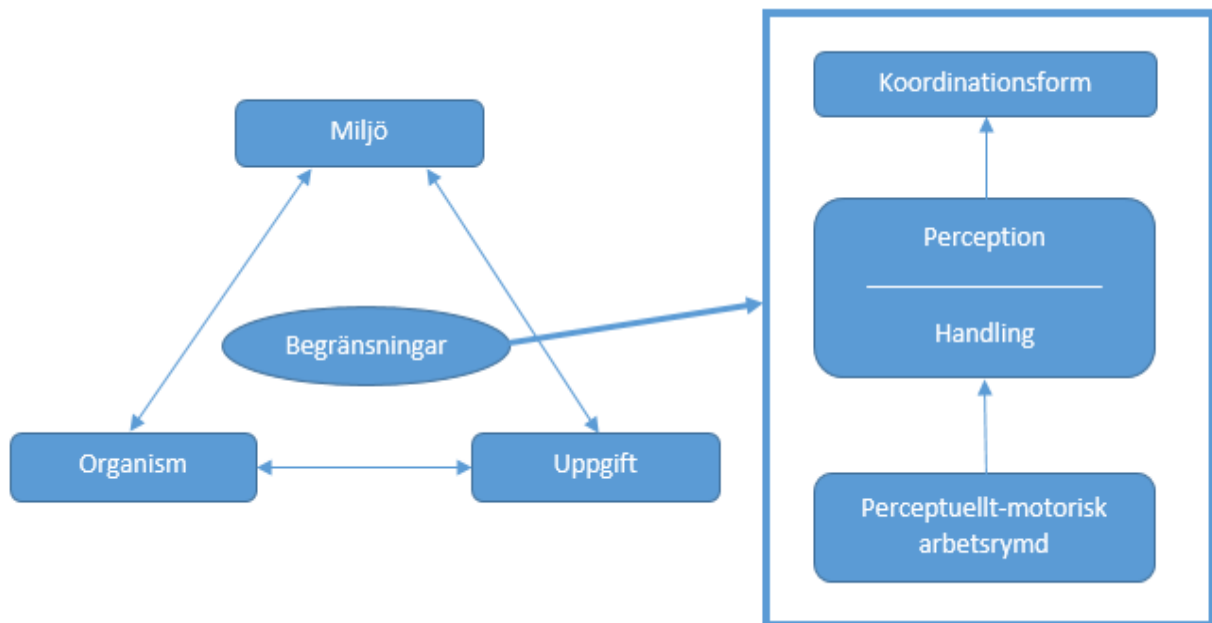 Miljö
Begränsningar
Organism
Uppgift
Koordinationsform
Perception
Handling
Perceptuellt-motorisk
arbetsrymd